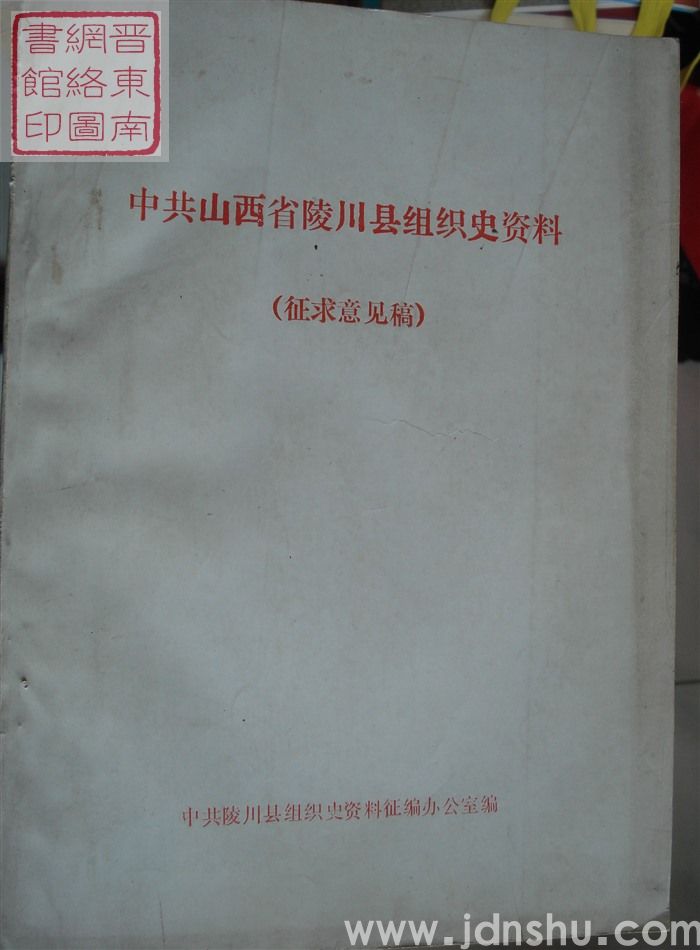 晋東南
網絡圖
書館印
中共山西省陵川县组织史资料
(征求意见稿)
中共陵川县组织史资料征编办公室编
www.jdnshu.com